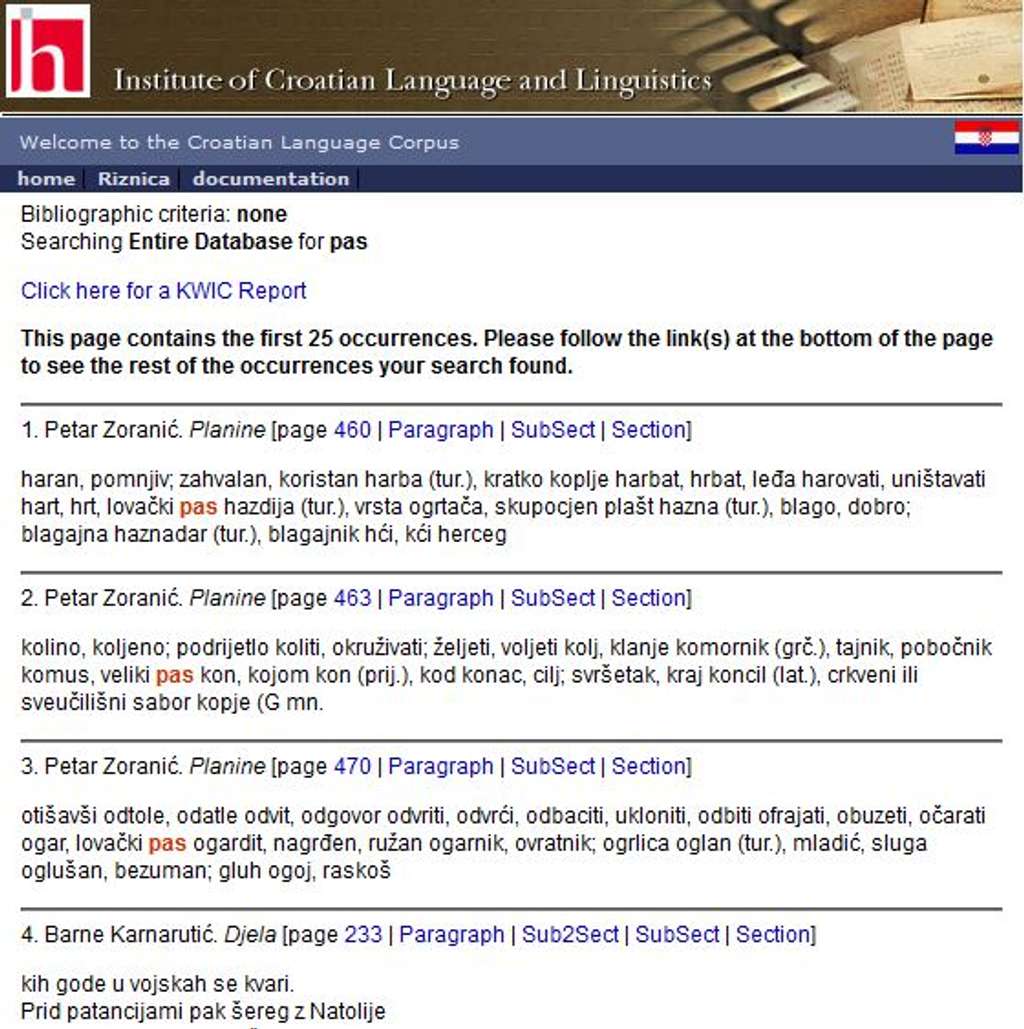 h
Institute of Croatian Language and Linguistics
Welcome to the Croatian Language Corpus
home Riznica documentation
Bibliographic criteria: none
Searching Entire Database for pas
Click here for a KWIC Report
This page contains the first 25 occurrences. Please follow the link(s) at the bottom of the page
to see the rest of the occurrences your search found.
1. Petar Zoranić. Planine [page 460 | Paragraph | SubSect | Section]
haran, pomnjiv; zahvalan, koristan harba (tur.), kratko koplje harbat, hrbat, leđa harovati, uništavati
hart, hrt, lovački pas hazdija (tur.), vrsta ogrtača, skupocjen plašt hazna (tur.), blago, dobro;
blagajna haznadar (tur.), blagajnik hći, kći herceg
2. Petar Zoranić. Planine [page 463 | Paragraph | SubSect | Section]
kolino, koljeno; podrijetlo koliti, okruživati; željeti, voljeti kolj, klanje komornik (grč.), tajnik, pobočnik
komus, veliki pas kon, kojom kon (prij.), kod konac, cilj; svršetak, kraj koncil (lat.), crkveni ili
sveučilišni sabor kopje (G mn.
3. Petar Zoranić. Planine [page 470 | Paragraph | SubSect | Section]
otišavši odtole, odatle odvit, odgovor odvriti, odvrći, odbaciti, ukloniti, odbiti ofrajati, obuzeti, očarati
ogar, lovački pas ogardit, nagrđen, ružan ogarnik, ovratnik; ogrlica oglan (tur.), mladić, sluga
oglušan, bezuman; gluh ogoj, raskoš
4. Barne Karnarutić. Djela [page 233 | Paragraph | Sub2Sect | SubSect | Section]
kih gode u vojskah se kvari.
Prid patancijami pak šereg z Natolije